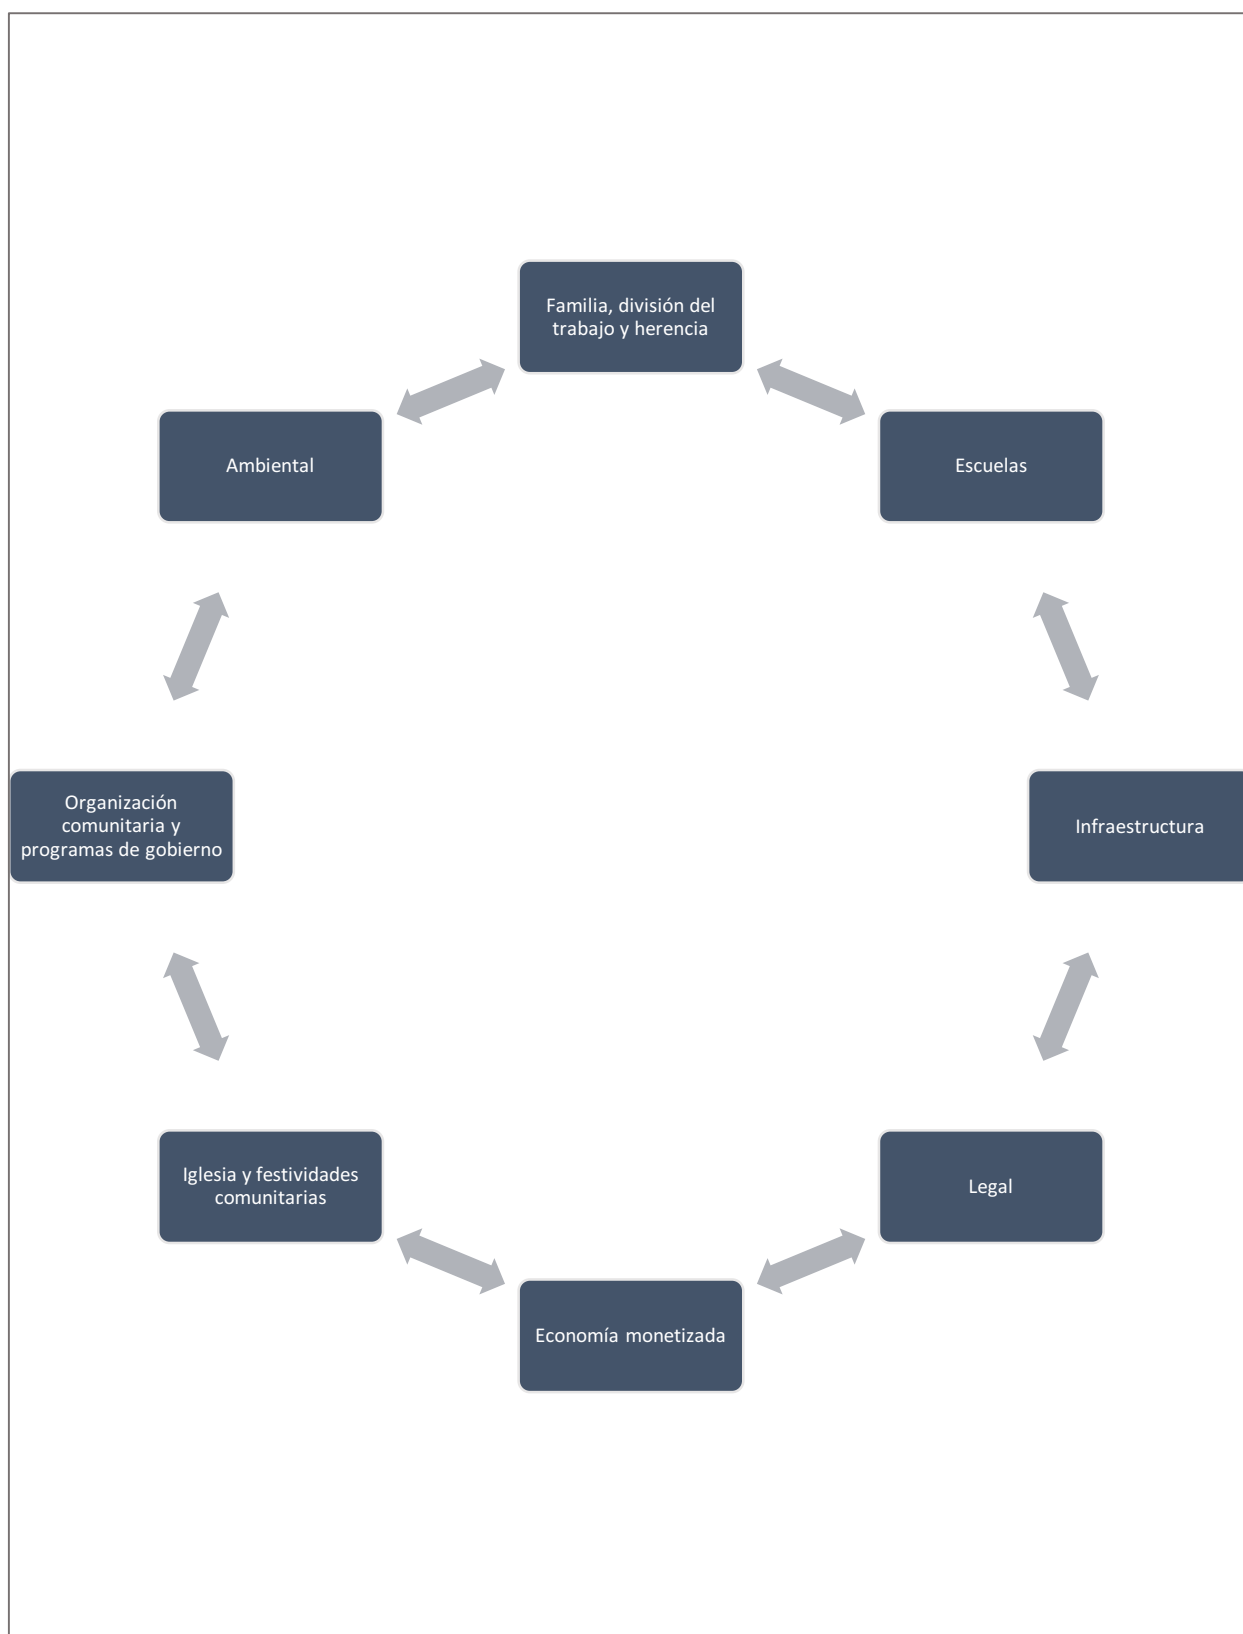 Familia, división del
trabajo y herencia
Ambiental
Escuelas
Organización
comunitaria y
programas de gobierno
Infraestructura
Iglesia y festividades
comunitarias
Legal
Economía monetizada